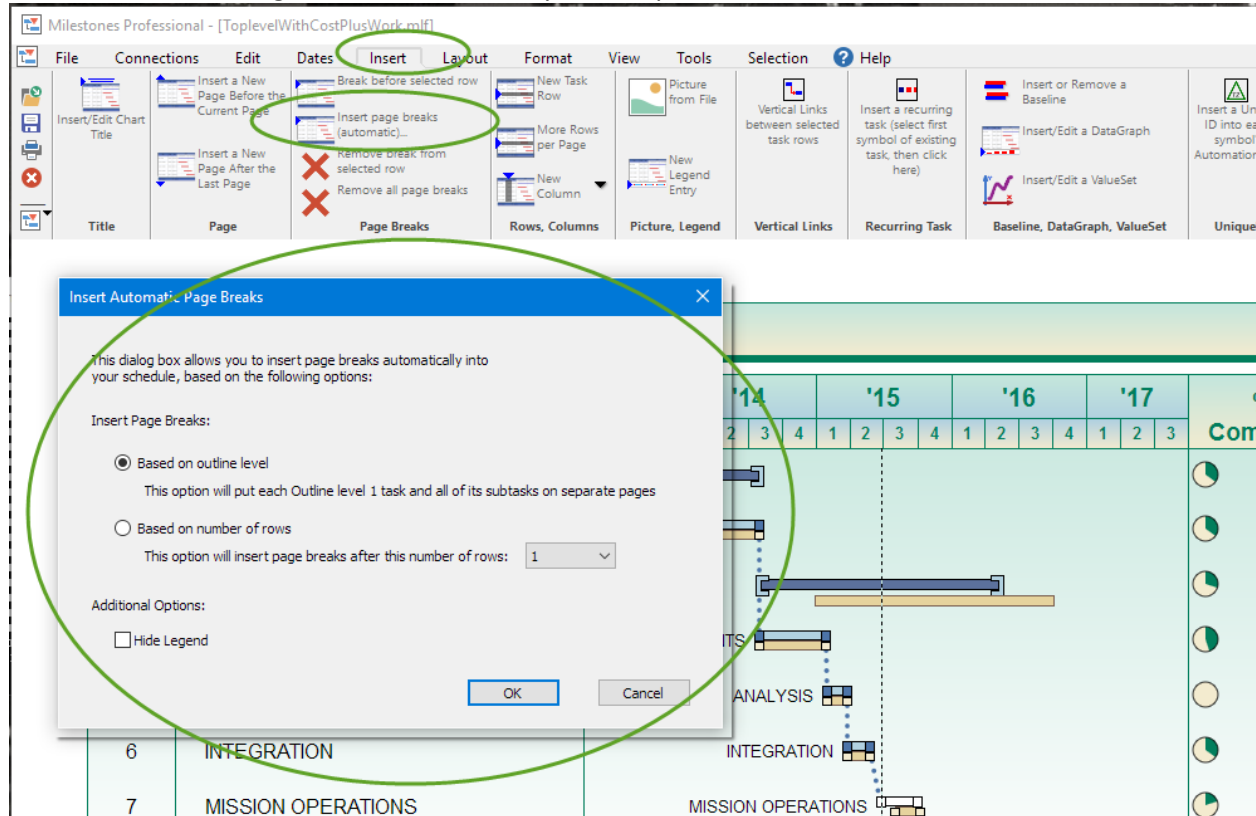 Milestones Professional - [ToplevelWithCostPlusWork.mlf]
File Connections Edit Dates Insert Layout Format View Tools Selection Help
Insert/Edit Chart
Title
Title
Insert a New
Page Before the
Current Page
Insert a New
Page After the
Last Page
Page
Break before selected row
Insert page breaks
(automatic)...
Remove break from
selected row
Remove all page breaks
Page Breaks
New Task
Row
More Rows
per Page
New
Column
Rows, Columns
Picture
from File
New
Legend
Entry
Picture, Legend
Vertical Links
between selected
task rows
Vertical Links
Insert a recurring
task (select first
symbol of existing
task, then click
here)
Recurring Task
Insert or Remove a
Baseline
Insert/Edit a DataGraph
Insert/Edit a ValueSet
Baseline, DataGraph, ValueSet
Insert a Un
ID into ea
symbol
Automation
Unique
Insert Automatic Page Breaks
This dialog box allows you to insert page breaks automatically into
your schedule, based on the following options:
Insert Page Breaks:
Based on outline level
This option will put each Outline level 1 task and all of its subtasks on separate pages
Based on number of rows
This option will insert page breaks after this number of rows: 1
Additional Options:
Hide Legend
OK Cancel
'14 '15 '16 '17
2 3 4 1 2 3 4 1 2 3 4 1 2 3 Com
TS
ANALYSIS
6 INTEGRATION INTEGRATION
7 MISSION OPERATIONS MISSION OPERATIONS